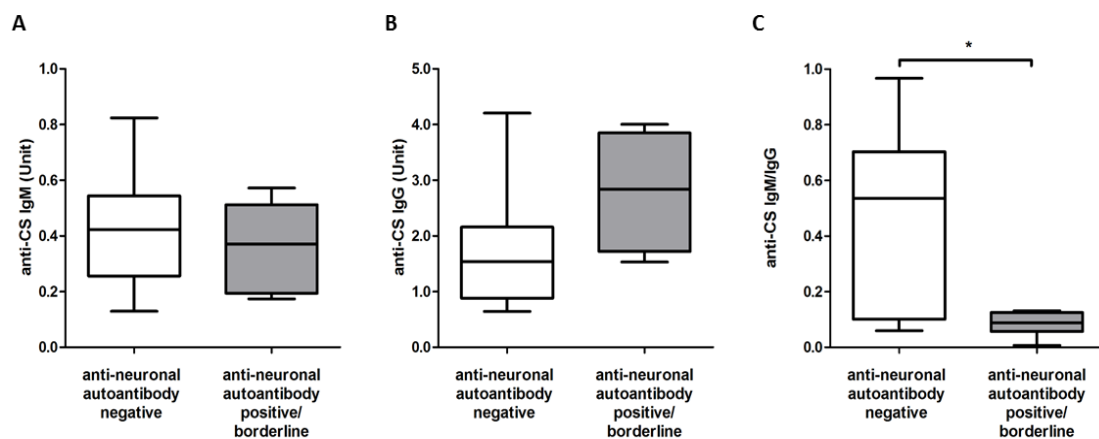 A
anti-CS IgM (Unit)
1.0
0.8
0.6
0.4
0.2
0.0
anti-neuronal
autoantibody
negative
anti-neuronal
autoantibody
positive/
borderline
B
anti-CS IgG (Unit)
5.0
4.0
3.0
2.0
1.0
0.0
anti-neuronal
autoantibody
negative
anti-neuronal
autoantibody
positive/
borderline
C
*
anti-CS IgM/IgG
1.0
0.8
0.6
0.4
0.2
0.0
anti-neuronal
autoantibody
negative
anti-neuronal
autoantibody
positive/
borderline